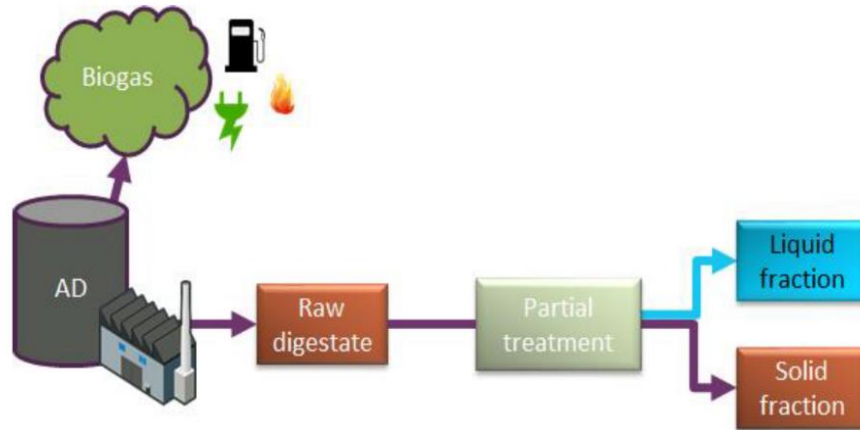 Biogas
AD
Raw
digestate
Partial
treatment
Liquid
fraction
Solid
fraction